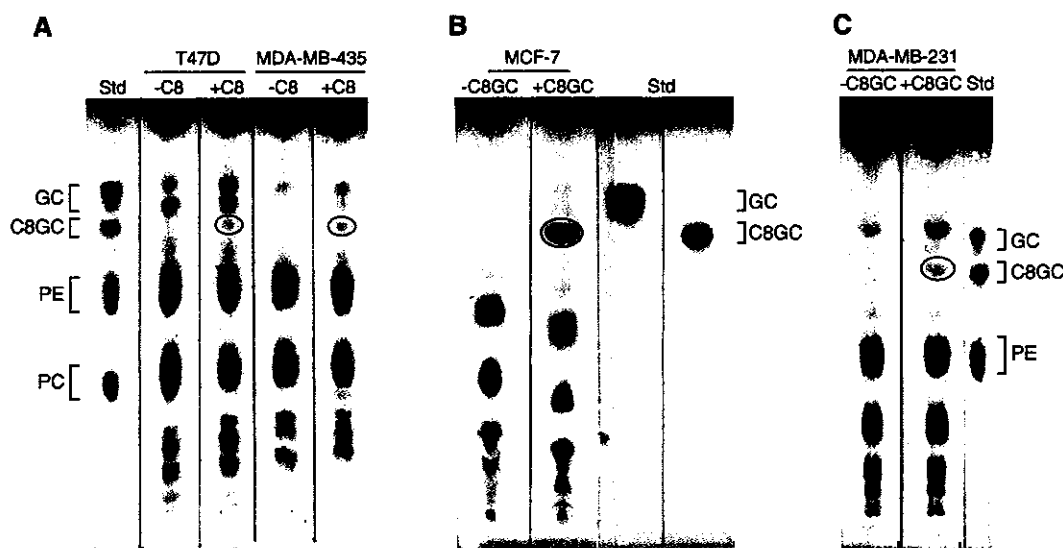 A
T47D MDA-MB-435
Std -C8 +C8 -C8 +C8
GC
C8GC
PE
PC
B
MCF-7
-C8GC +C8GC Std
GC
C8GC
C
MDA-MB-231
-C8GC +C8GC Std
GC
C8GC
PE